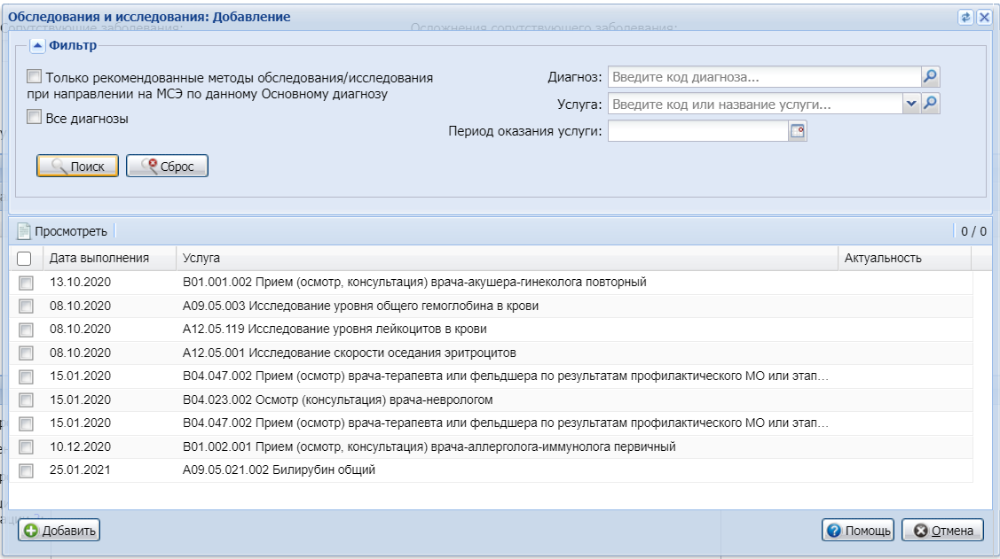 Обследования и исследования: Добавление
Сопутствующие заболевания: Осложнения сопутствующего заболевания:
Фильтр
Только рекомендованные методы обследования/исследования
при направлении на МСЭ по данному Основному диагнозу
Все диагнозы
Диагноз: Введите код диагноза...
Услуга: Введите код или название услуги...
Период оказания услуги:
Поиск Сброс
Просмотреть 0 / 0
Дата выполнения Услуга Актуальность
13.10.2020 B01.001.002 Прием (осмотр, консультация) врача-акушера-гинеколога повторный
08.10.2020 A09.05.003 Исследование уровня общего гемоглобина в крови
08.10.2020 A12.05.119 Исследование уровня лейкоцитов в крови
08.10.2020 A12.05.001 Исследование скорости оседания эритроцитов
15.01.2020 B04.047.002 Прием (осмотр) врача-терапевта или фельдшера по результатам профилактического МО или этап...
15.01.2020 B04.023.002 Осмотр (консультация) врача-неврологом
15.01.2020 B04.047.002 Прием (осмотр) врача-терапевта или фельдшера по результатам профилактического МО или этап...
10.12.2020 B01.002.001 Прием (осмотр, консультация) врача-аллерголога-иммунолога первичный
25.01.2021 A09.05.021.002 Билирубин общий
Добавить Помощь Отмена